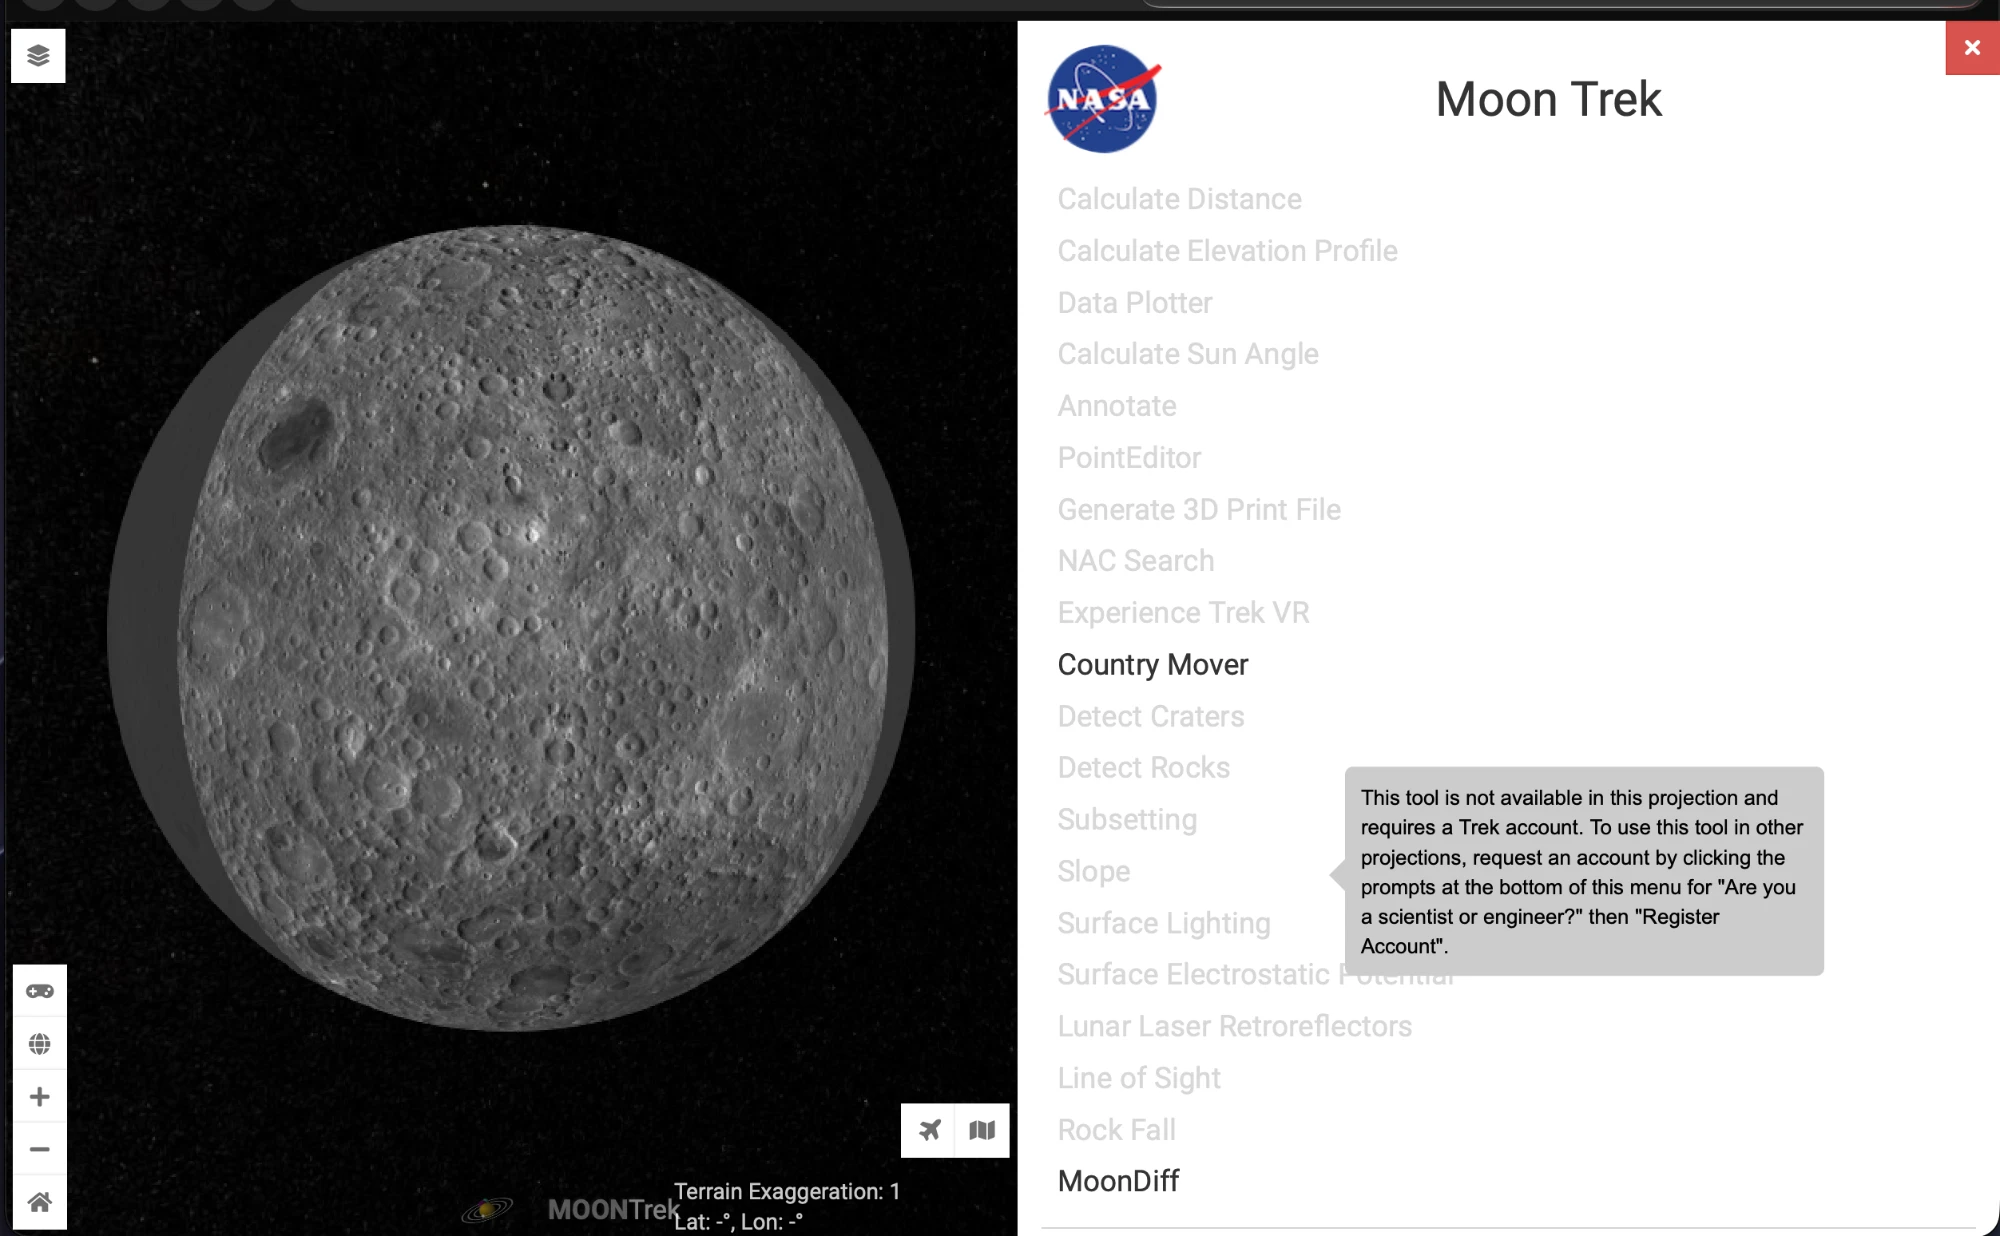 NASA
Moon Trek
Calculate Distance
Calculate Elevation Profile
Data Plotter
Calculate Sun Angle
Annotate
PointEditor
Generate 3D Print File
NAC Search
Experience Trek VR
Country Mover
Detect Craters
Detect Rocks
Subsetting
Slope
Surface Lighting
Surface Electrostatic Potential
Lunar Laser Retroreflectors
Line of Sight
Rock Fall
MoonDiff
This tool is not available in this projection and
requires a Trek account. To use this tool in other
projections, request an account by clicking the
prompts at the bottom of this menu for "Are you
a scientist or engineer?" then "Register
Account".
MOONTrek
Terrain Exaggeration: 1
Lat: -°, Lon: -°